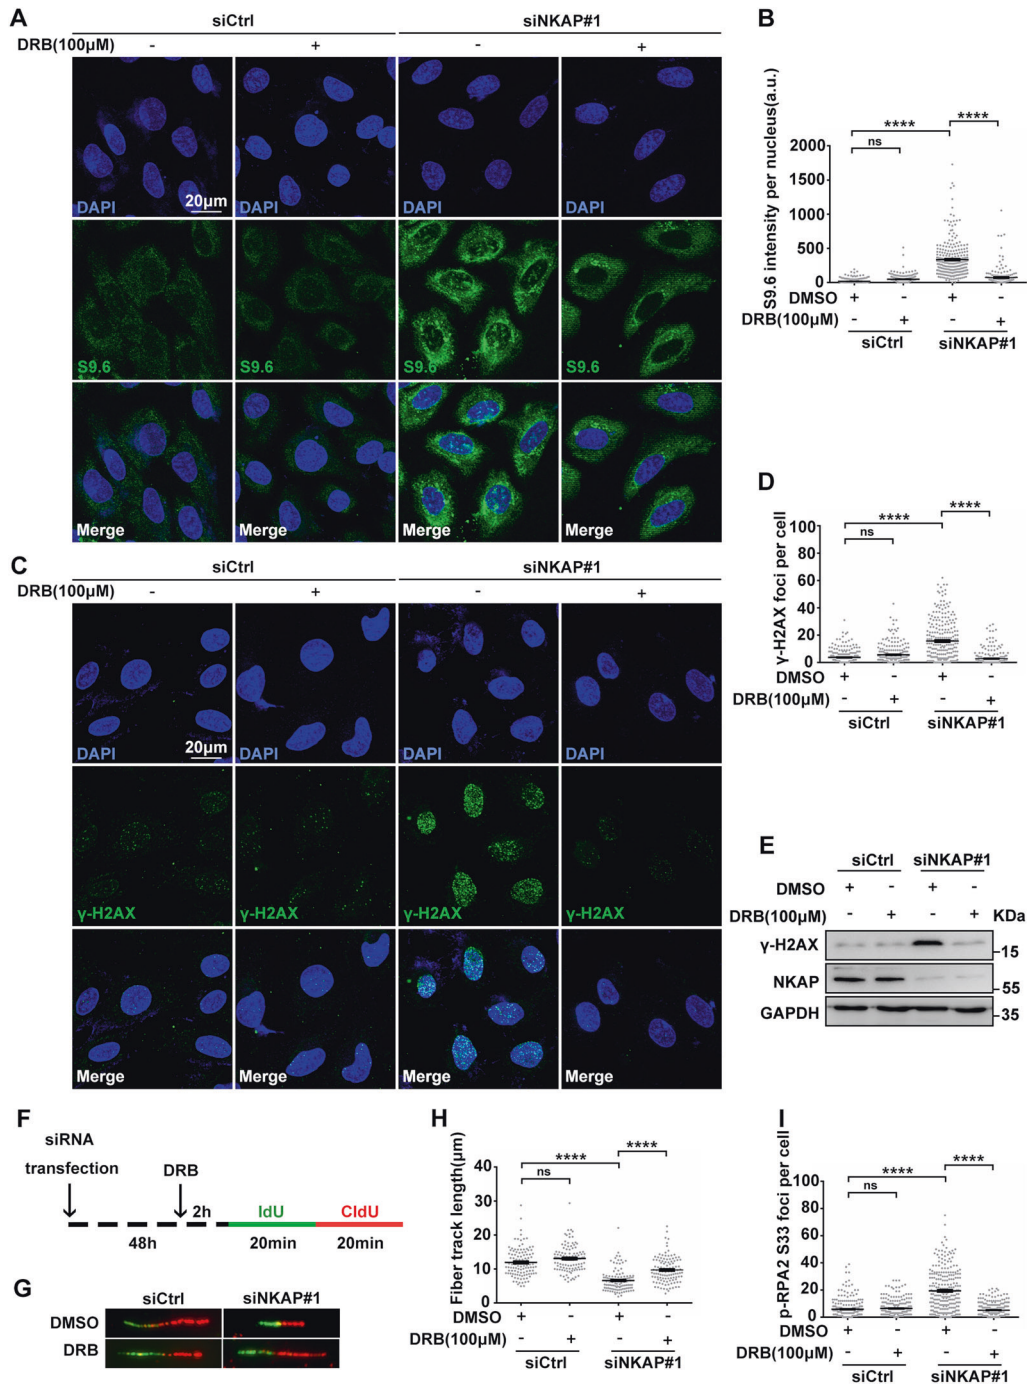 A
siCtrl
siNKAP#1
DRB(100μM)
-
+
-
+
DAPI
20μm
DAPI
DAPI
DAPI
S9.6
S9.6
S9.6
S9.6
Merge
Merge
Merge
Merge
B
S9.6 intensity per nucleus(a.u.)
2000
1500
1000
500
0
****
****
ns
DMSO + - + -
DRB(100μM) - + - +
siCtrl siNKAP#1
C
siCtrl
siNKAP#1
DRB(100μM)
-
+
-
+
DAPI
20μm
DAPI
DAPI
DAPI
γ-H2AX
γ-H2AX
γ-H2AX
γ-H2AX
Merge
Merge
Merge
Merge
D
γ-H2AX foci per cell
100
80
60
40
20
0
****
****
ns
DMSO + - + -
DRB(100μM) - + - +
siCtrl siNKAP#1
E
siCtrl siNKAP#1
DMSO + - + -
DRB(100μM) - + - + KDa
γ-H2AX -15
NKAP -55
GAPDH -35
F
siRNA
transfection
DRB
2h
IdU
CldU
48h
20min
20min
G
siCtrl siNKAP#1
DMSO
DRB
H
Fiber track length(μm)
40
30
20
10
0
****
****
ns
DMSO + - + -
DRB(100μM) - + - +
siCtrl siNKAP#1
I
p-RPA2 S33 foci per cell
100
80
60
40
20
0
****
****
ns
DMSO + - + -
DRB(100μM) - + - +
siCtrl siNKAP#1